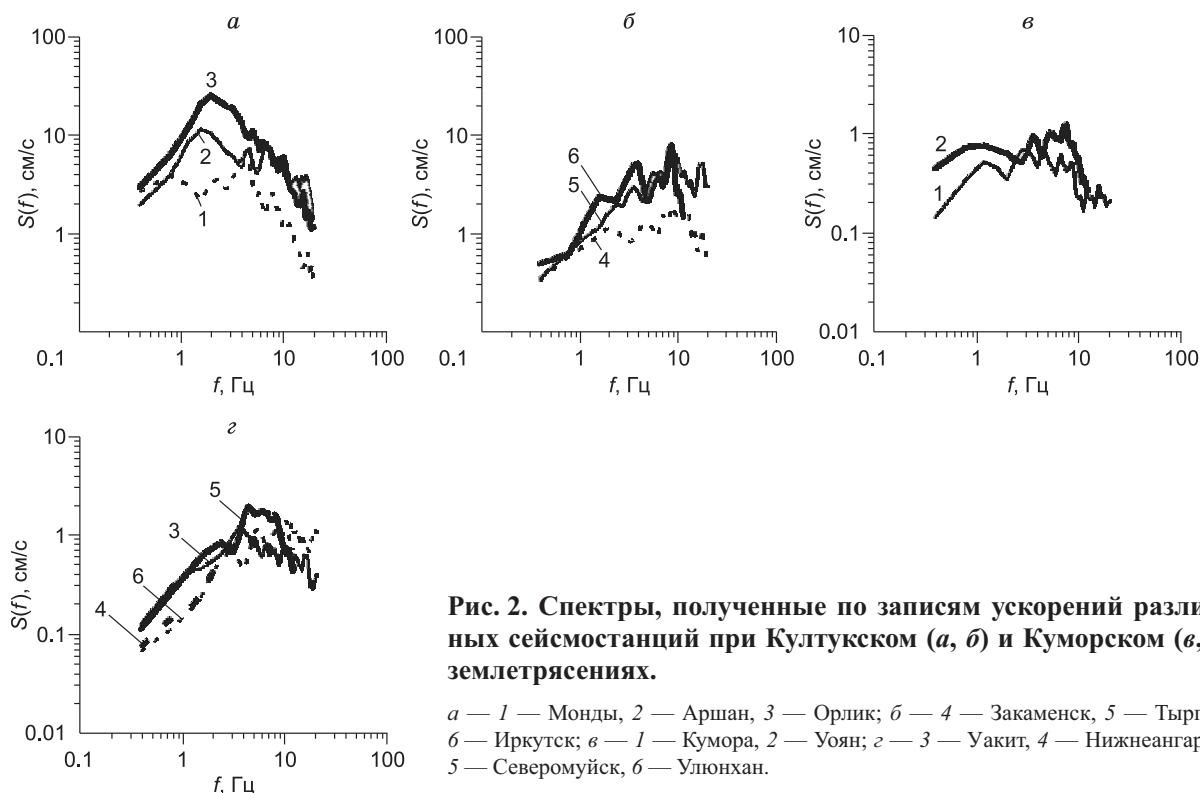 а
100
10
1
0.1
1
10
100
S(f), см/с
f, Гц
3
2
1
б
100
10
1
0.1
1
10
100
S(f), см/с
f, Гц
6
5
4
в
10
1
0.1
0.01
0.1
1
10
100
S(f), см/с
f, Гц
2
1
г
10
1
0.1
0.01
0.1
1
10
100
S(f), см/с
f, Гц
5
3
6
4
Рис. 2. Спектры, полученные по записям ускорений разли
ных сейсмостанций при Култукском (а, б) и Куморском (в,
землетрясениях.
а — 1 — Монды, 2 — Аршан, 3 — Орлик; б — 4 — Закаменск, 5 — Тырг
6 — Иркутск; в — 1 — Кумора, 2 — Уоян; г — 3 — Уакит, 4 — Нижнеангар
5 — Северомуйск, 6 — Улюнхан.